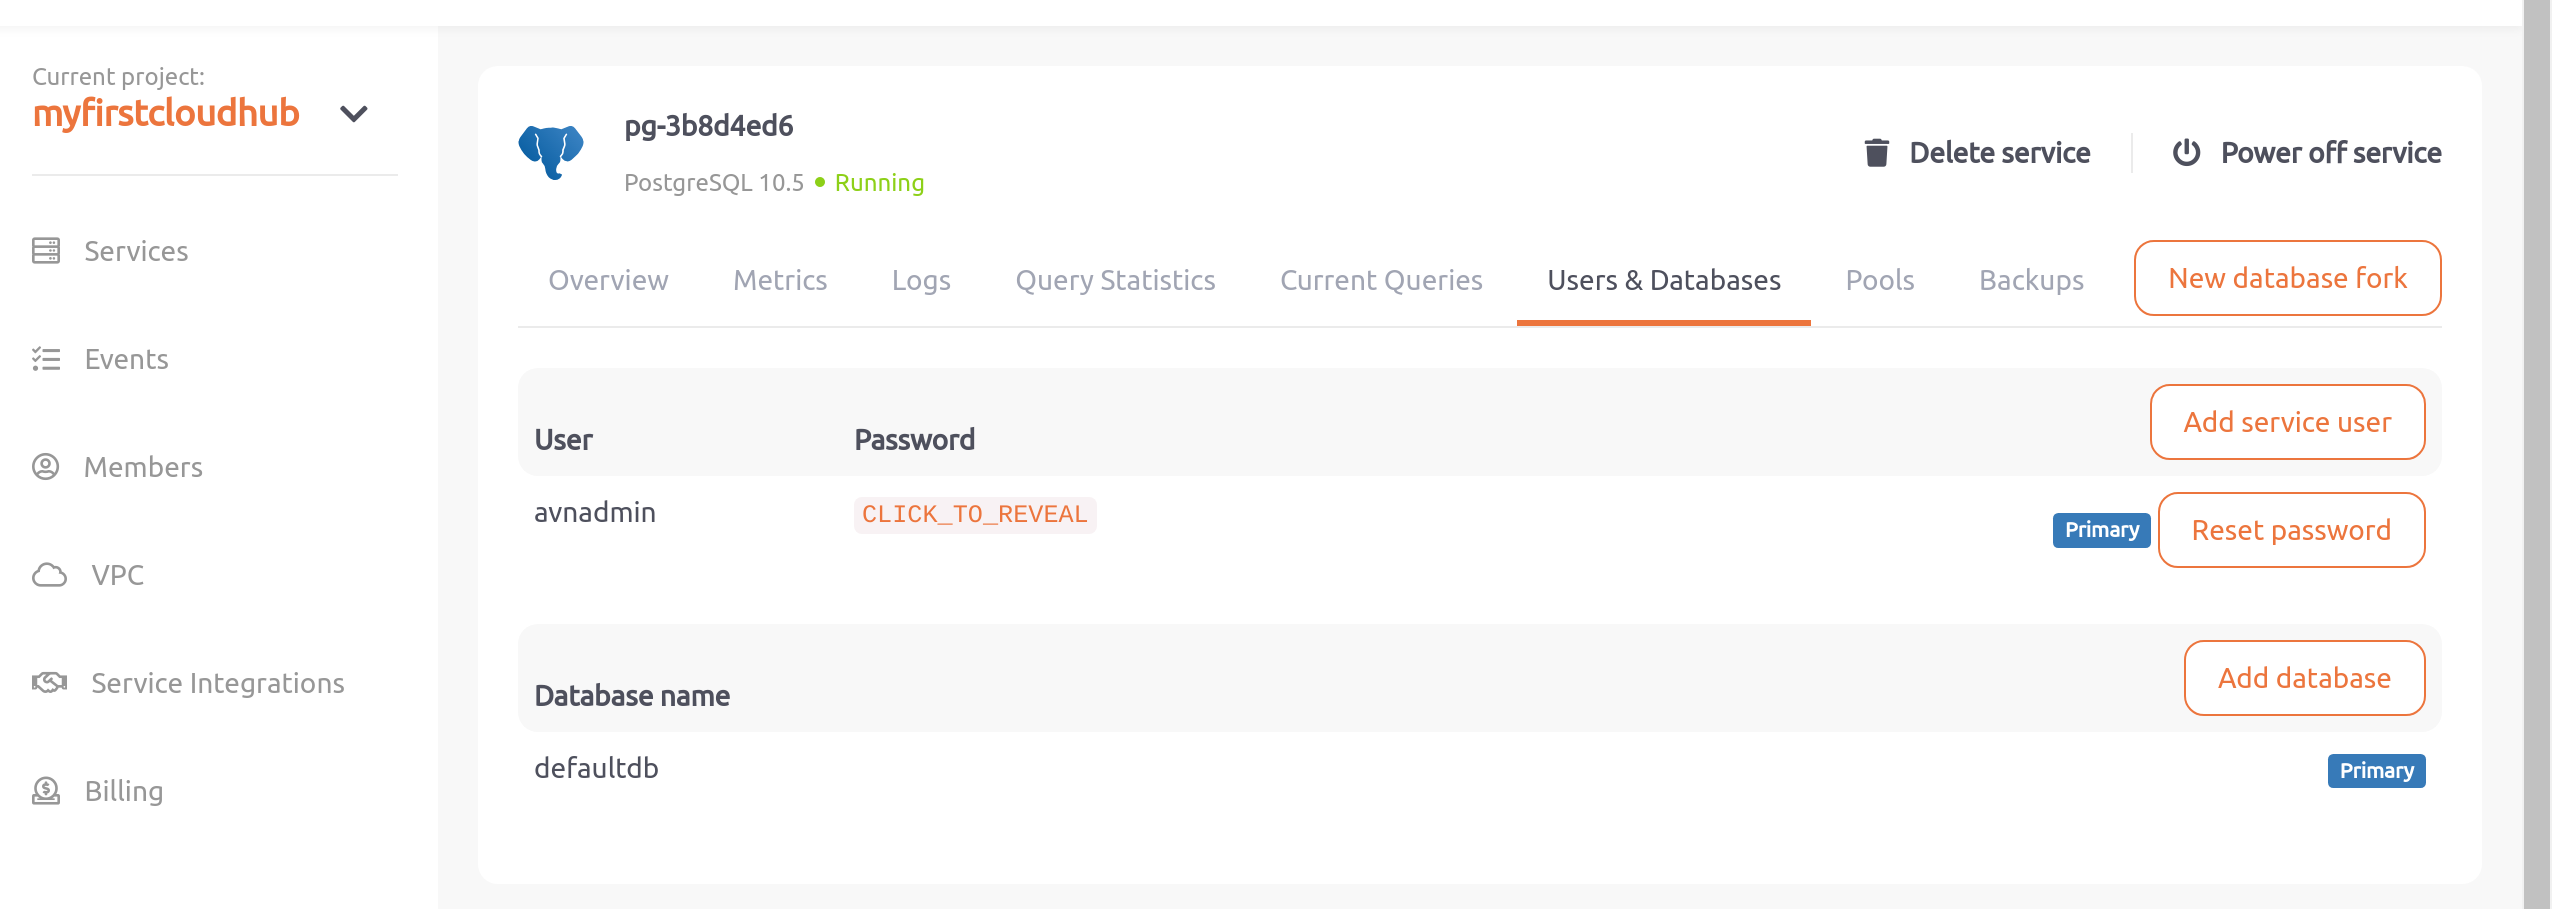 Current project:
myfirstcloudhub
Services
Events
Members
VPC
Service Integrations
Billing
pg-3b8d4ed6
PostgreSQL 10.5 ● Running
Delete service
Power off service
Overview Metrics Logs Query Statistics Current Queries Users & Databases Pools Backups New database fork
User Password Add service user
avnadmin CLICK_TO_REVEAL Primary Reset password
Database name Add database
defaultdb Primary